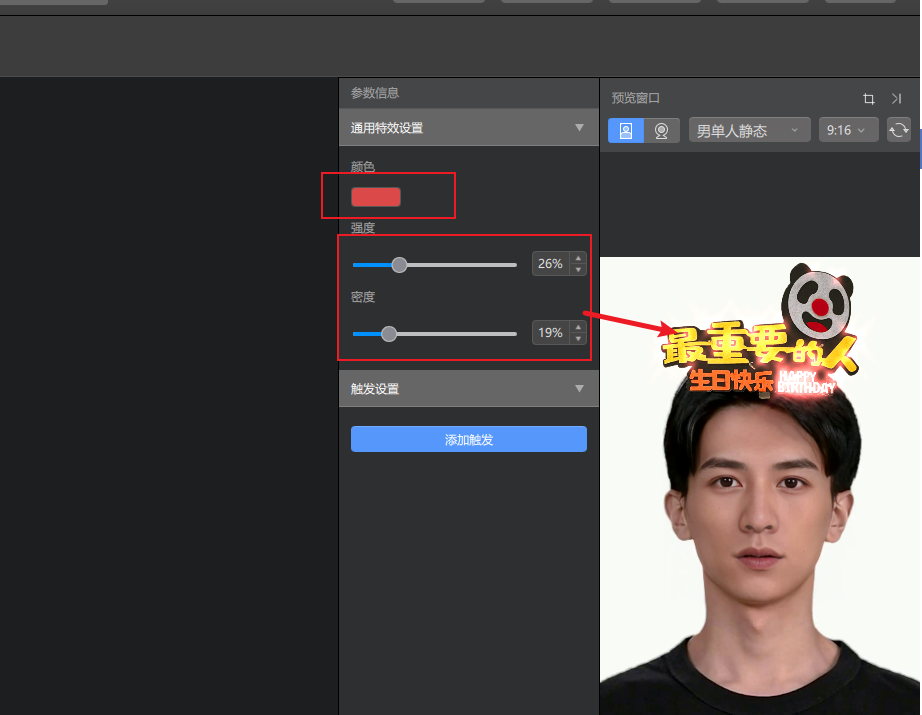 参数信息
通用特效设置
颜色
强度
26%
密度
19%
触发设置
添加触发
预览窗口
男单人静态
9:16
最重要的人
生日快乐
HAPPY
BIRTHDAY